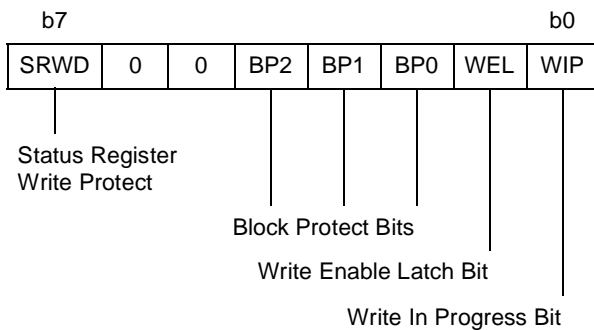 b7 b0
SRWD 0 0 BP2 BP1 BP0 WEL WIP
Status Register
Write Protect
Block Protect Bits
Write Enable Latch Bit
Write In Progress Bit